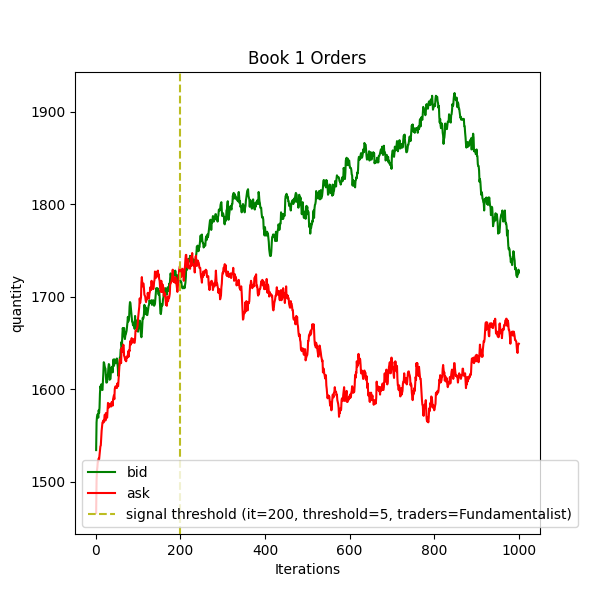 Book 1 Orders
quantity
1900
1800
1700
1600
1500
bid
ask
signal threshold (it=200, threshold=5, traders=Fundamentalist)
0 200 400 600 800 1000
Iterations